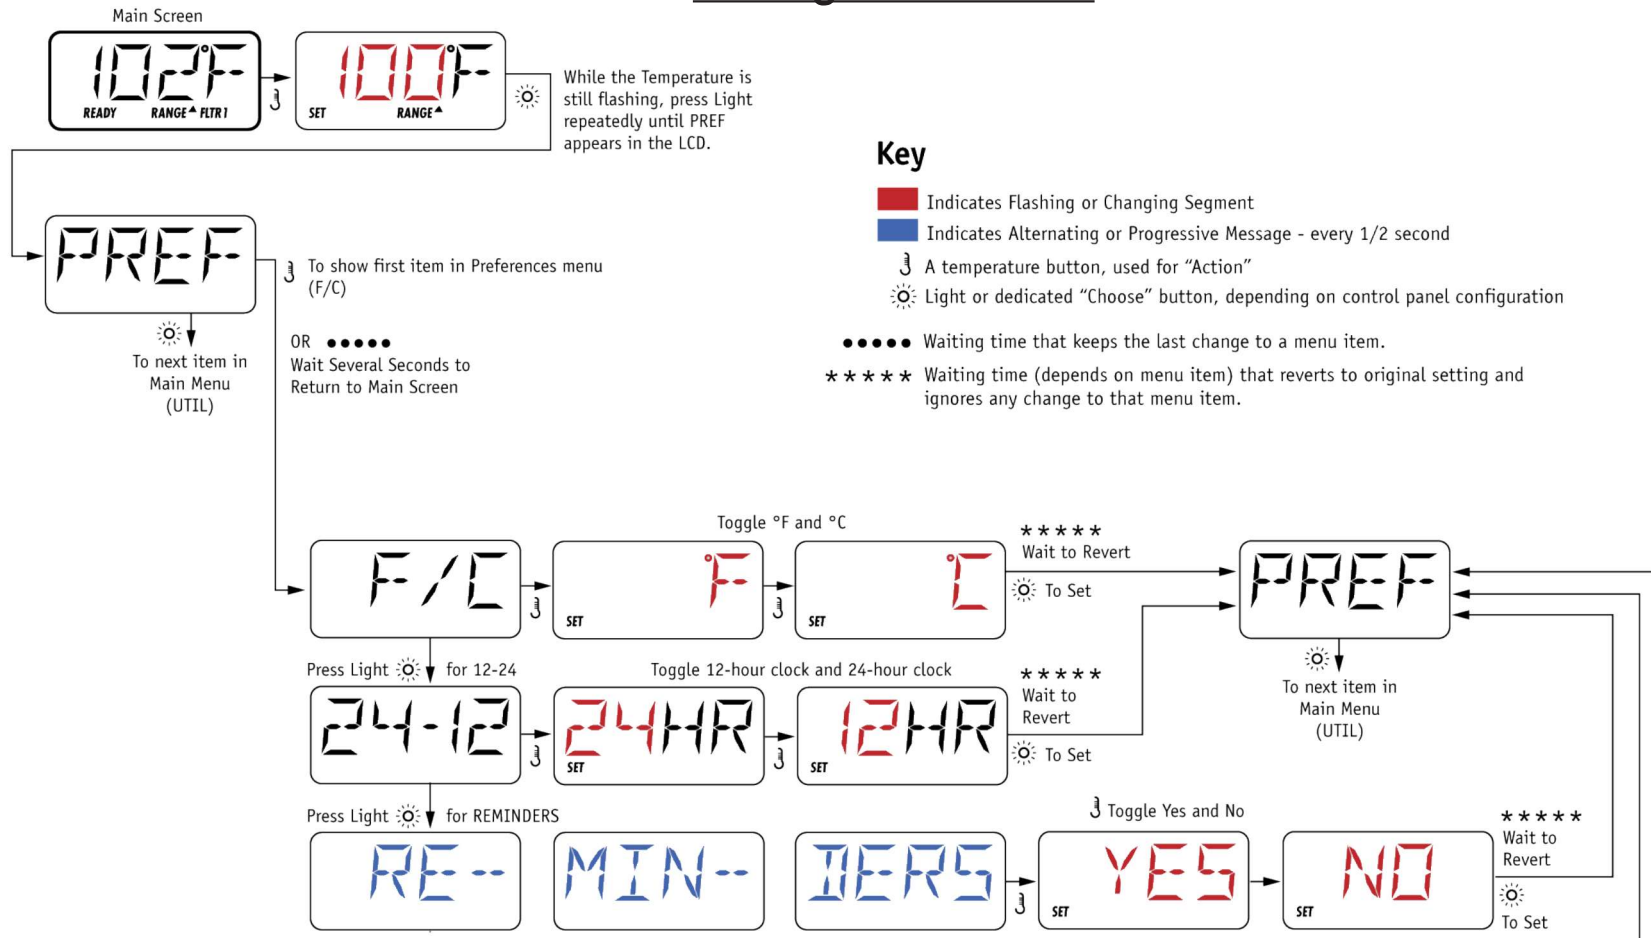 Main Screen
102°F
READY RANGE FLTR1
100°F
SET RANGE
While the Temperature is
still flashing, press Light
repeatedly until PREF
appears in the LCD.
Key
Indicates Flashing or Changing Segment
Indicates Alternating or Progressive Message - every 1/2 second
A temperature button, used for “Action”
Light or dedicated “Choose” button, depending on control panel configuration
••••• Waiting time that keeps the last change to a menu item.
***** Waiting time (depends on menu item) that reverts to original setting and
ignores any change to that menu item.
PREF
To show first item in Preferences menu
(F/C)
To next item in
Main Menu
(UTIL)
OR •••••
Wait Several Seconds to
Return to Main Screen
Toggle °F and °C
F/C
°F
SET
°C
SET
*****
Wait to Revert
To Set
PREF
To next item in
Main Menu
(UTIL)
Press Light for 12-24
Toggle 12-hour clock and 24-hour clock
24-12
24HR
SET
12HR
SET
*****
Wait to
Revert
To Set
Press Light for REMINDERS
RE--
MIN--
DERS
Toggle Yes and No
YES
SET
NO
SET
*****
Wait to
Revert
To Set